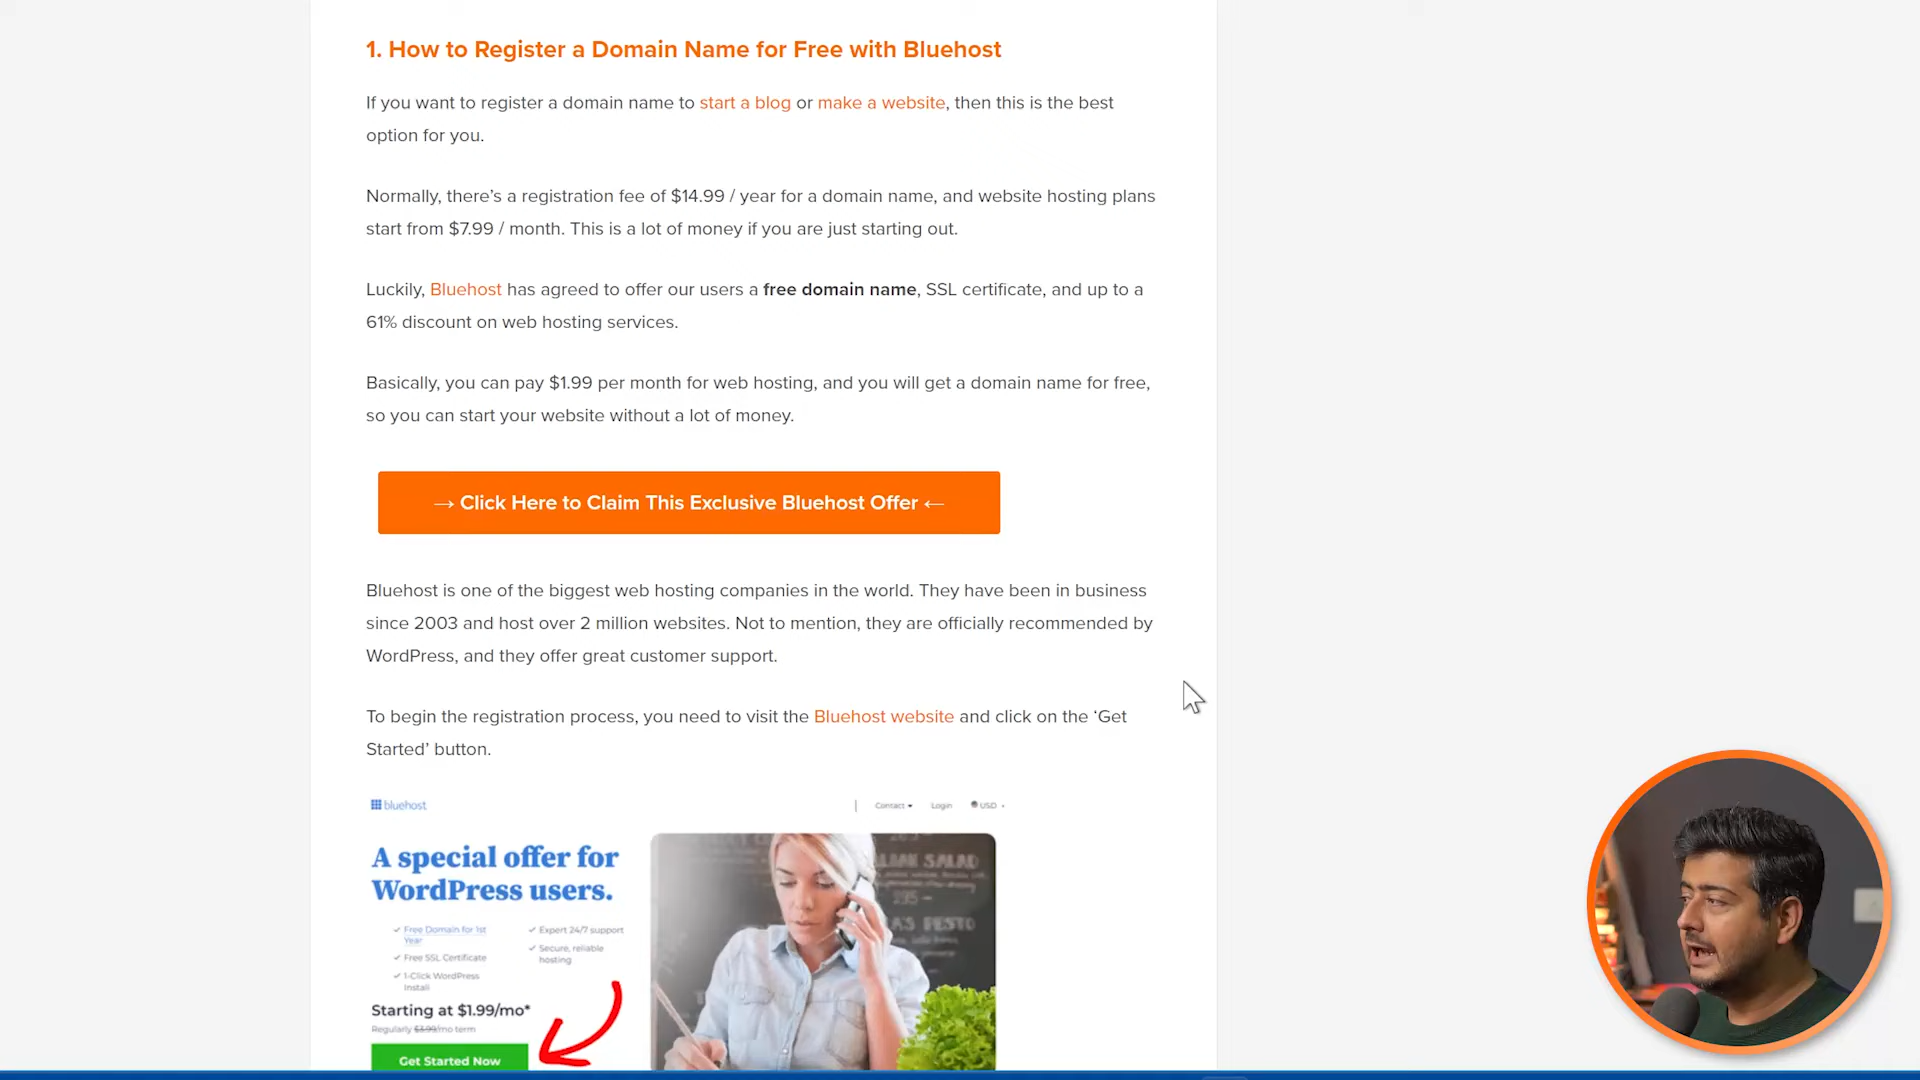 1. How to Register a Domain Name for Free with Bluehost
If you want to register a domain name to start a blog or make a website, then this is the best
option for you.
Normally, there’s a registration fee of $14.99 / year for a domain name, and website hosting plans
start from $7.99 / month. This is a lot of money if you are just starting out.
Luckily, Bluehost has agreed to offer our users a free domain name, SSL certificate, and up to a
61% discount on web hosting services.
Basically, you can pay $1.99 per month for web hosting, and you will get a domain name for free,
so you can start your website without a lot of money.
→ Click Here to Claim This Exclusive Bluehost Offer ←
Bluehost is one of the biggest web hosting companies in the world. They have been in business
since 2003 and host over 2 million websites. Not to mention, they are officially recommended by
WordPress, and they offer great customer support.
To begin the registration process, you need to visit the Bluehost website and click on the ‘Get
Started’ button.
bluehost
Contact Login USD
A special offer for
WordPress users.
✓ Free Domain for 1st
Year
✓ Expert 24/7 support
✓ Free SSL Certificate
✓ Secure, reliable
hosting
✓ 1-Click WordPress
Install
Starting at $1.99/mo*
Regularly $3.99/mo term
Get Started Now